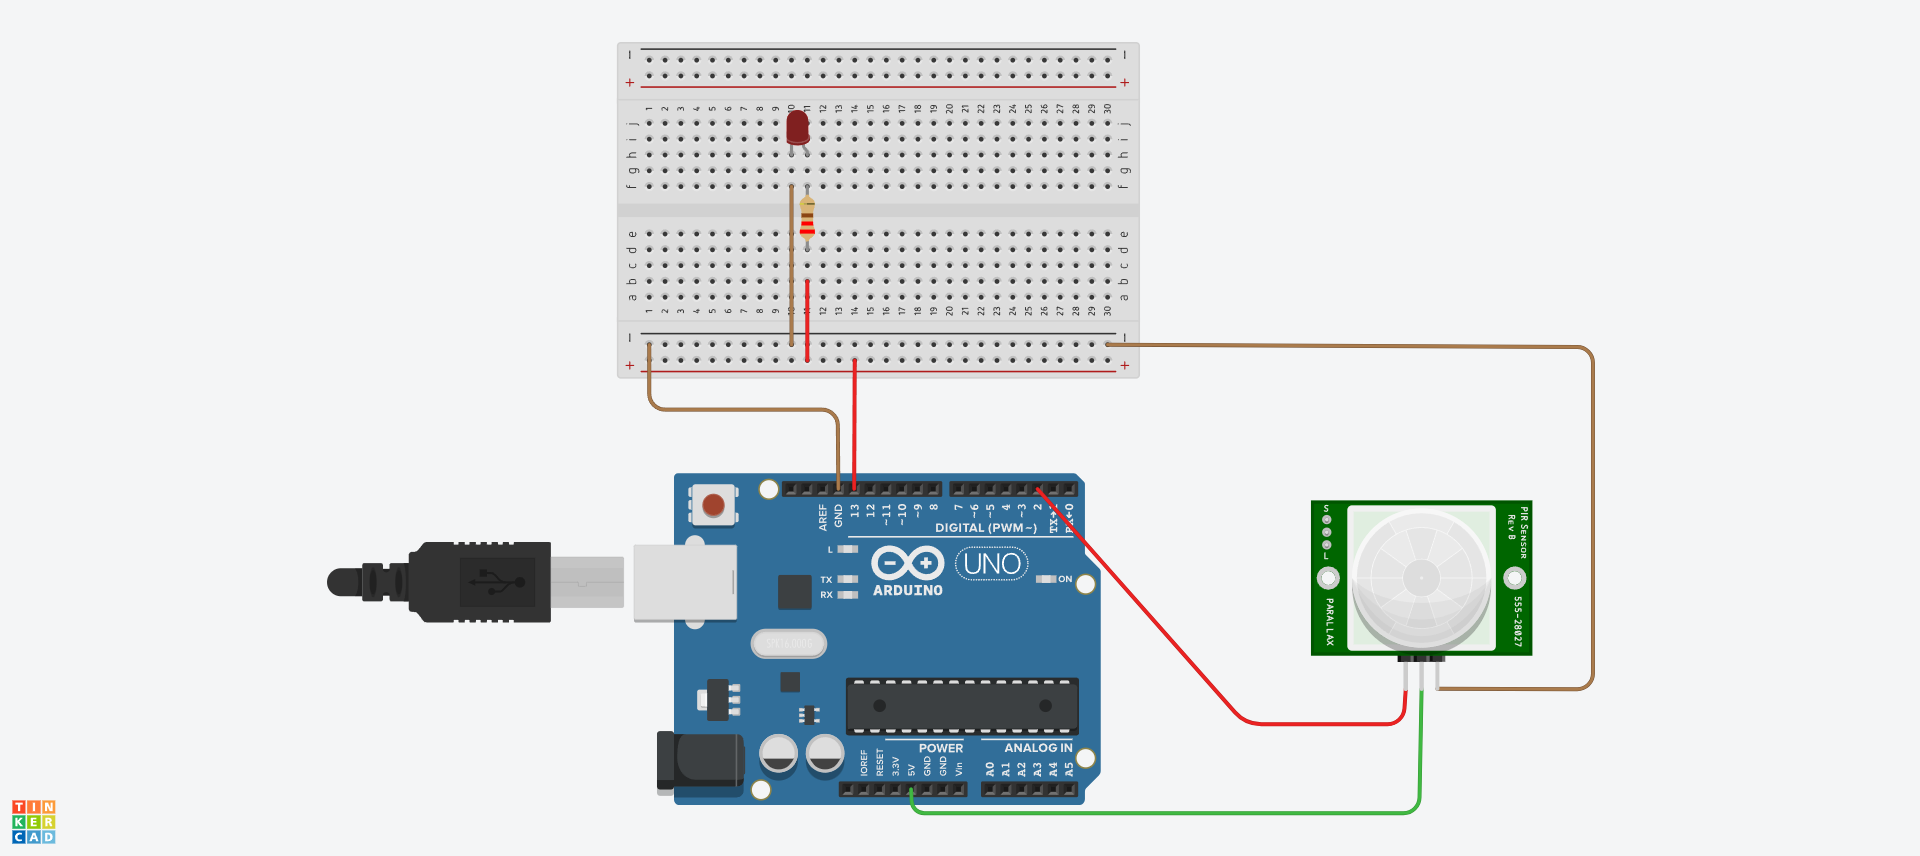 − −
+ +
1 2 3 4 5 6 7 8 9 10 11 12 13 14 15 16 17 18 19 20 21 22 23 24 25 26 27 28 29 30
j j
i i
h h
g g
f f
e e
d d
c c
b b
a a
1 2 3 4 5 6 7 8 9 10 11 12 13 14 15 16 17 18 19 20 21 22 23 24 25 26 27 28 29 30
− −
+ +
AREF GND 13 12 ~11 ~10 ~9 8 7 ~6 ~5 4 ~3 2 TX→1 RX←0
DIGITAL (PWM~)
L
UNO
TX
ON
RX
ARDUINO
S
L
PIR SENSOR
REV B
PARALLAX
555-28027
POWER
ANALOG IN
IOREF RESET 3.3V 5V GND GND Vin A0 A1 A2 A3 A4 A5
TIN
KER
CAD